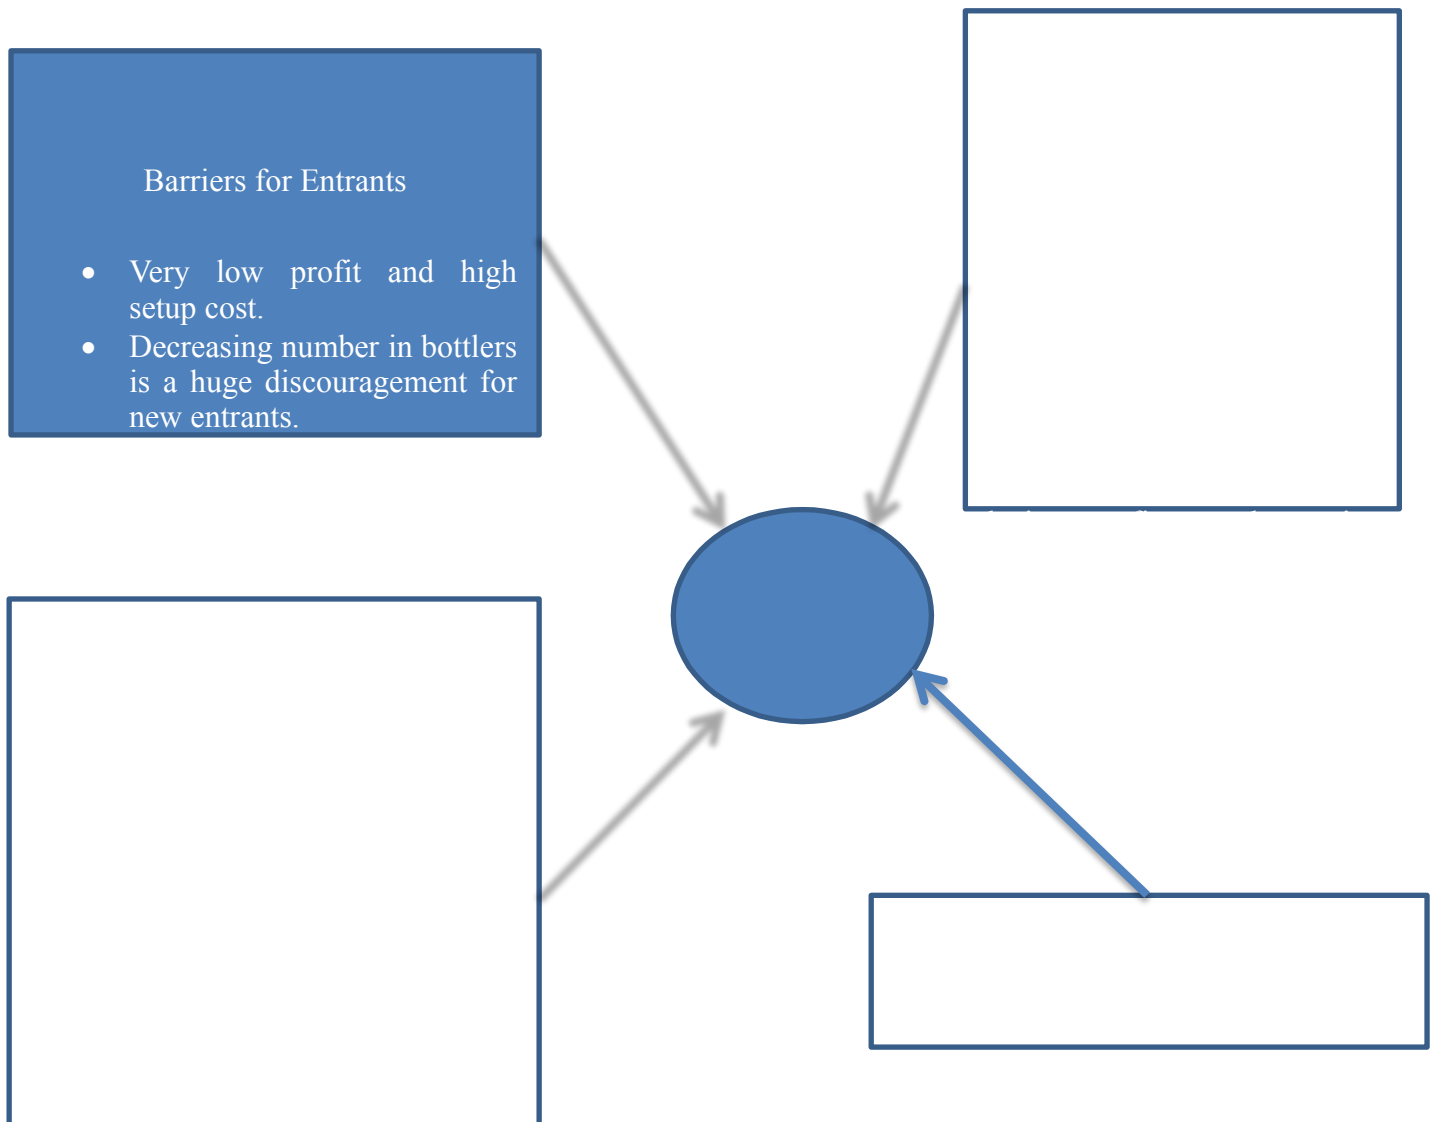 Barriers for Entrants
• Very low profit and high
setup cost.
• Decreasing number in bottlers
is a huge discouragement for
new entrants.